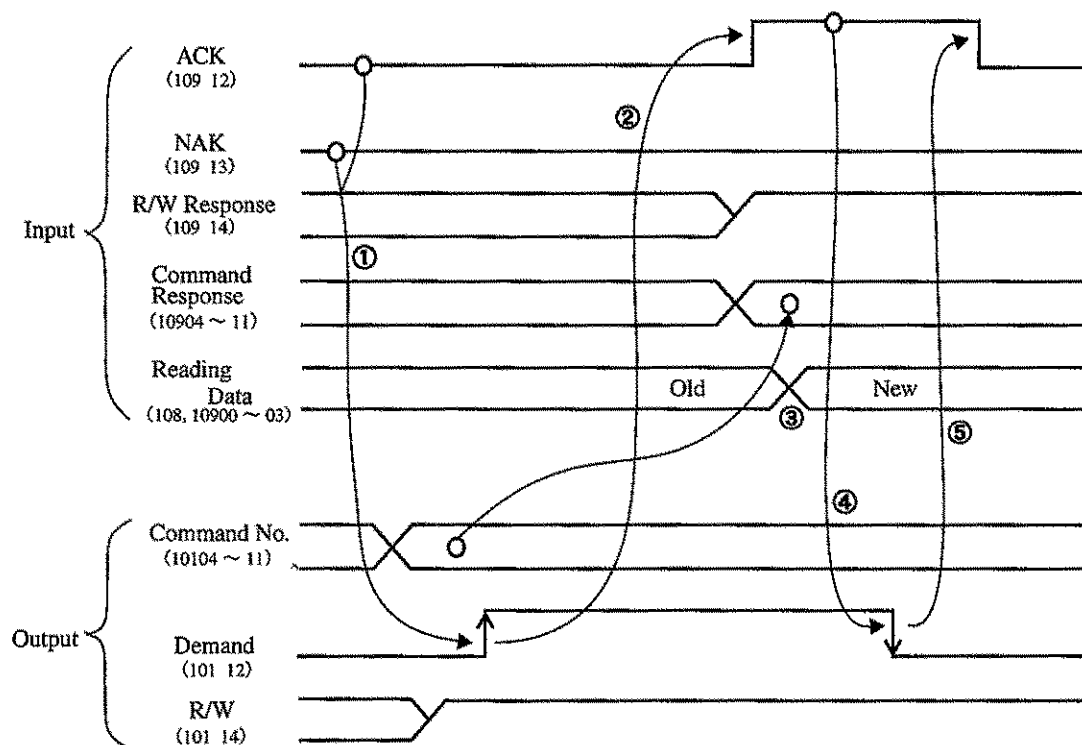 Input
ACK
(109 12)
②
NAK
(109 13)
R/W Response
(109 14)
①
Command
Response
(10904 ~ 11)
Reading
Data
(108, 10900 ~ 03)
Old
New
③
⑤
④
Output
Command No.
(10104 ~ 11)
Demand
(101 12)
R/W
(101 14)